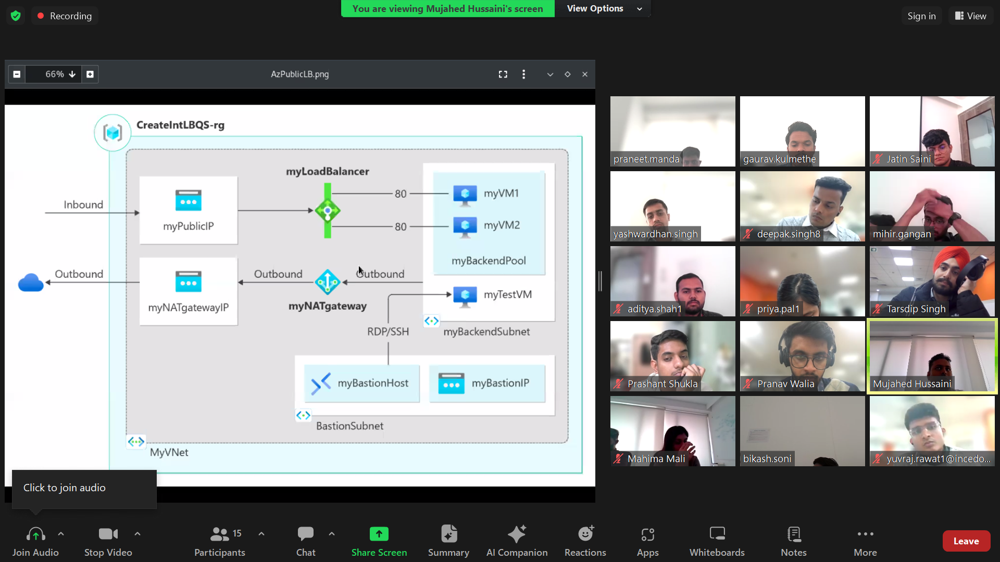 Recording
You are viewing Mujahed Hussaini's screen
View Options
Sign in
View
66%
AzPublicLB.png
CreateIntLBQS-rg
myLoadBalancer
Inbound
myPublicIP
80
myVM1
80
myVM2
myBackendPool
Outbound
myNATgatewayIP
Outbound
myNATgateway
Outbound
myTestVM
RDP/SSH
myBackendSubnet
myBastionHost
myBastionIP
BastionSubnet
MyVNet
praneet.manda
gaurav.kulmethe
Jatin Saini
yashwardhan.singh
deepak.singh8
mihir.gangan
aditya.shah1
priya.pal1
Tarsdip Singh
Prashant Shukla
Pranav Walia
Mujahed Hussaini
Mahima Mali
bikash.soni
yuvraj.rawat1@incedo...
Click to join audio
Join Audio
Stop Video
Participants
15
Chat
Share Screen
Summary
AI Companion
Reactions
Apps
Whiteboards
Notes
More
Leave